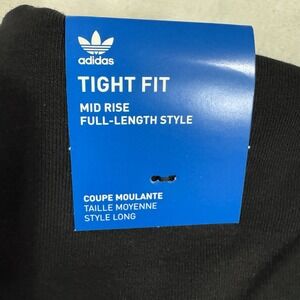 adidas
TIGHT FIT
MID RISE
FULL-LENGTH STYLE
COUPE MOULANTE
TAILLE MOYENNE
STYLE LONG